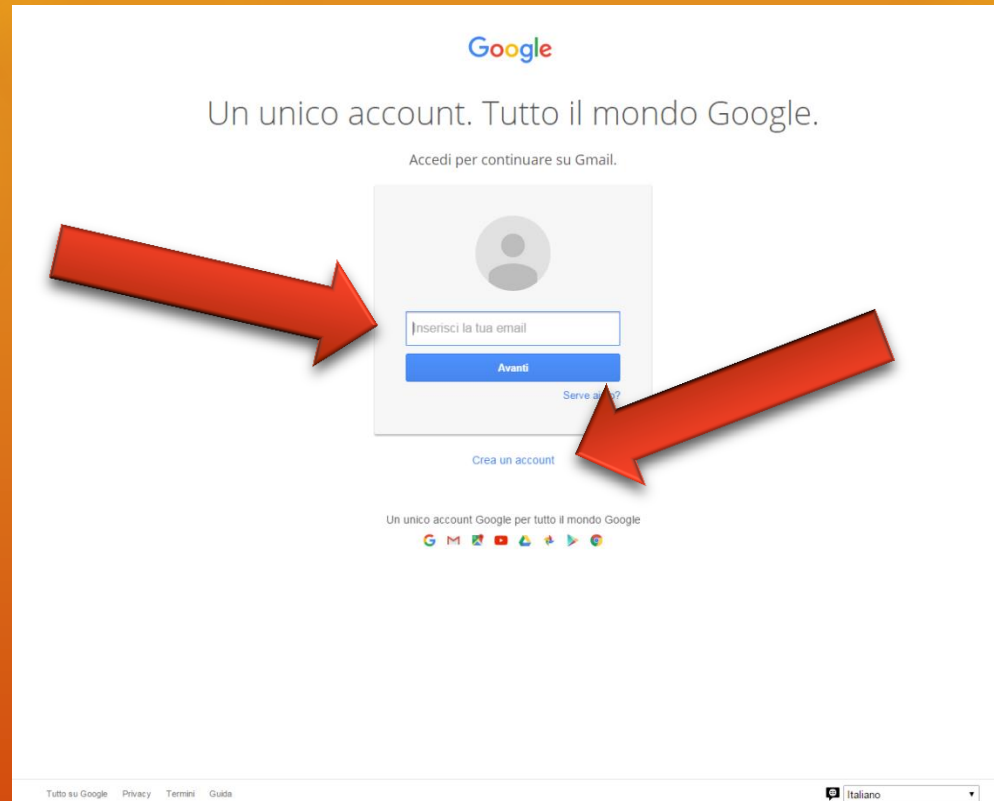 Google
Un unico account. Tutto il mondo Google.
Accedi per continuare su Gmail.
Inserisci la tua email
Avanti
Serve
Crea un account
Un unico account Google per tutto il mondo Google
Tutto su Google Privacy Termini Guida
Italiano